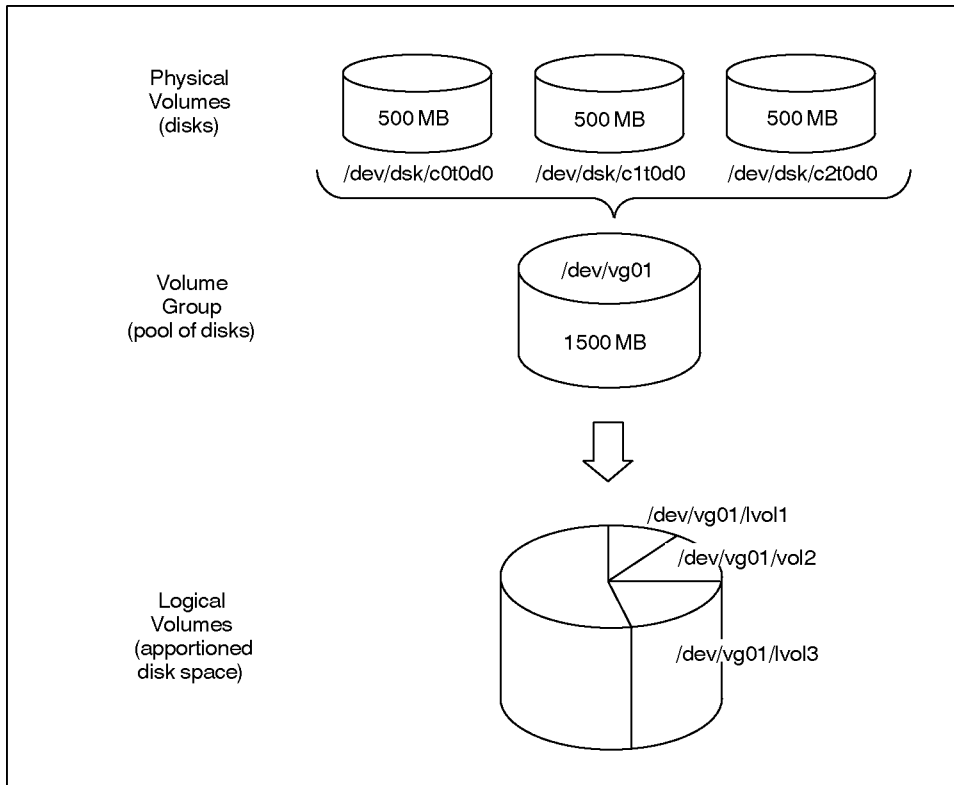 Physical
Volumes
(disks)
500 MB
500 MB
500 MB
/dev/dsk/c0t0d0
/dev/dsk/c1t0d0
/dev/dsk/c2t0d0
Volume
Group
(pool of disks)
/dev/vg01
1500 MB
Logical
Volumes
(apportioned
disk space)
/dev/vg01/lvol1
/dev/vg01/vol2
/dev/vg01/lvol3